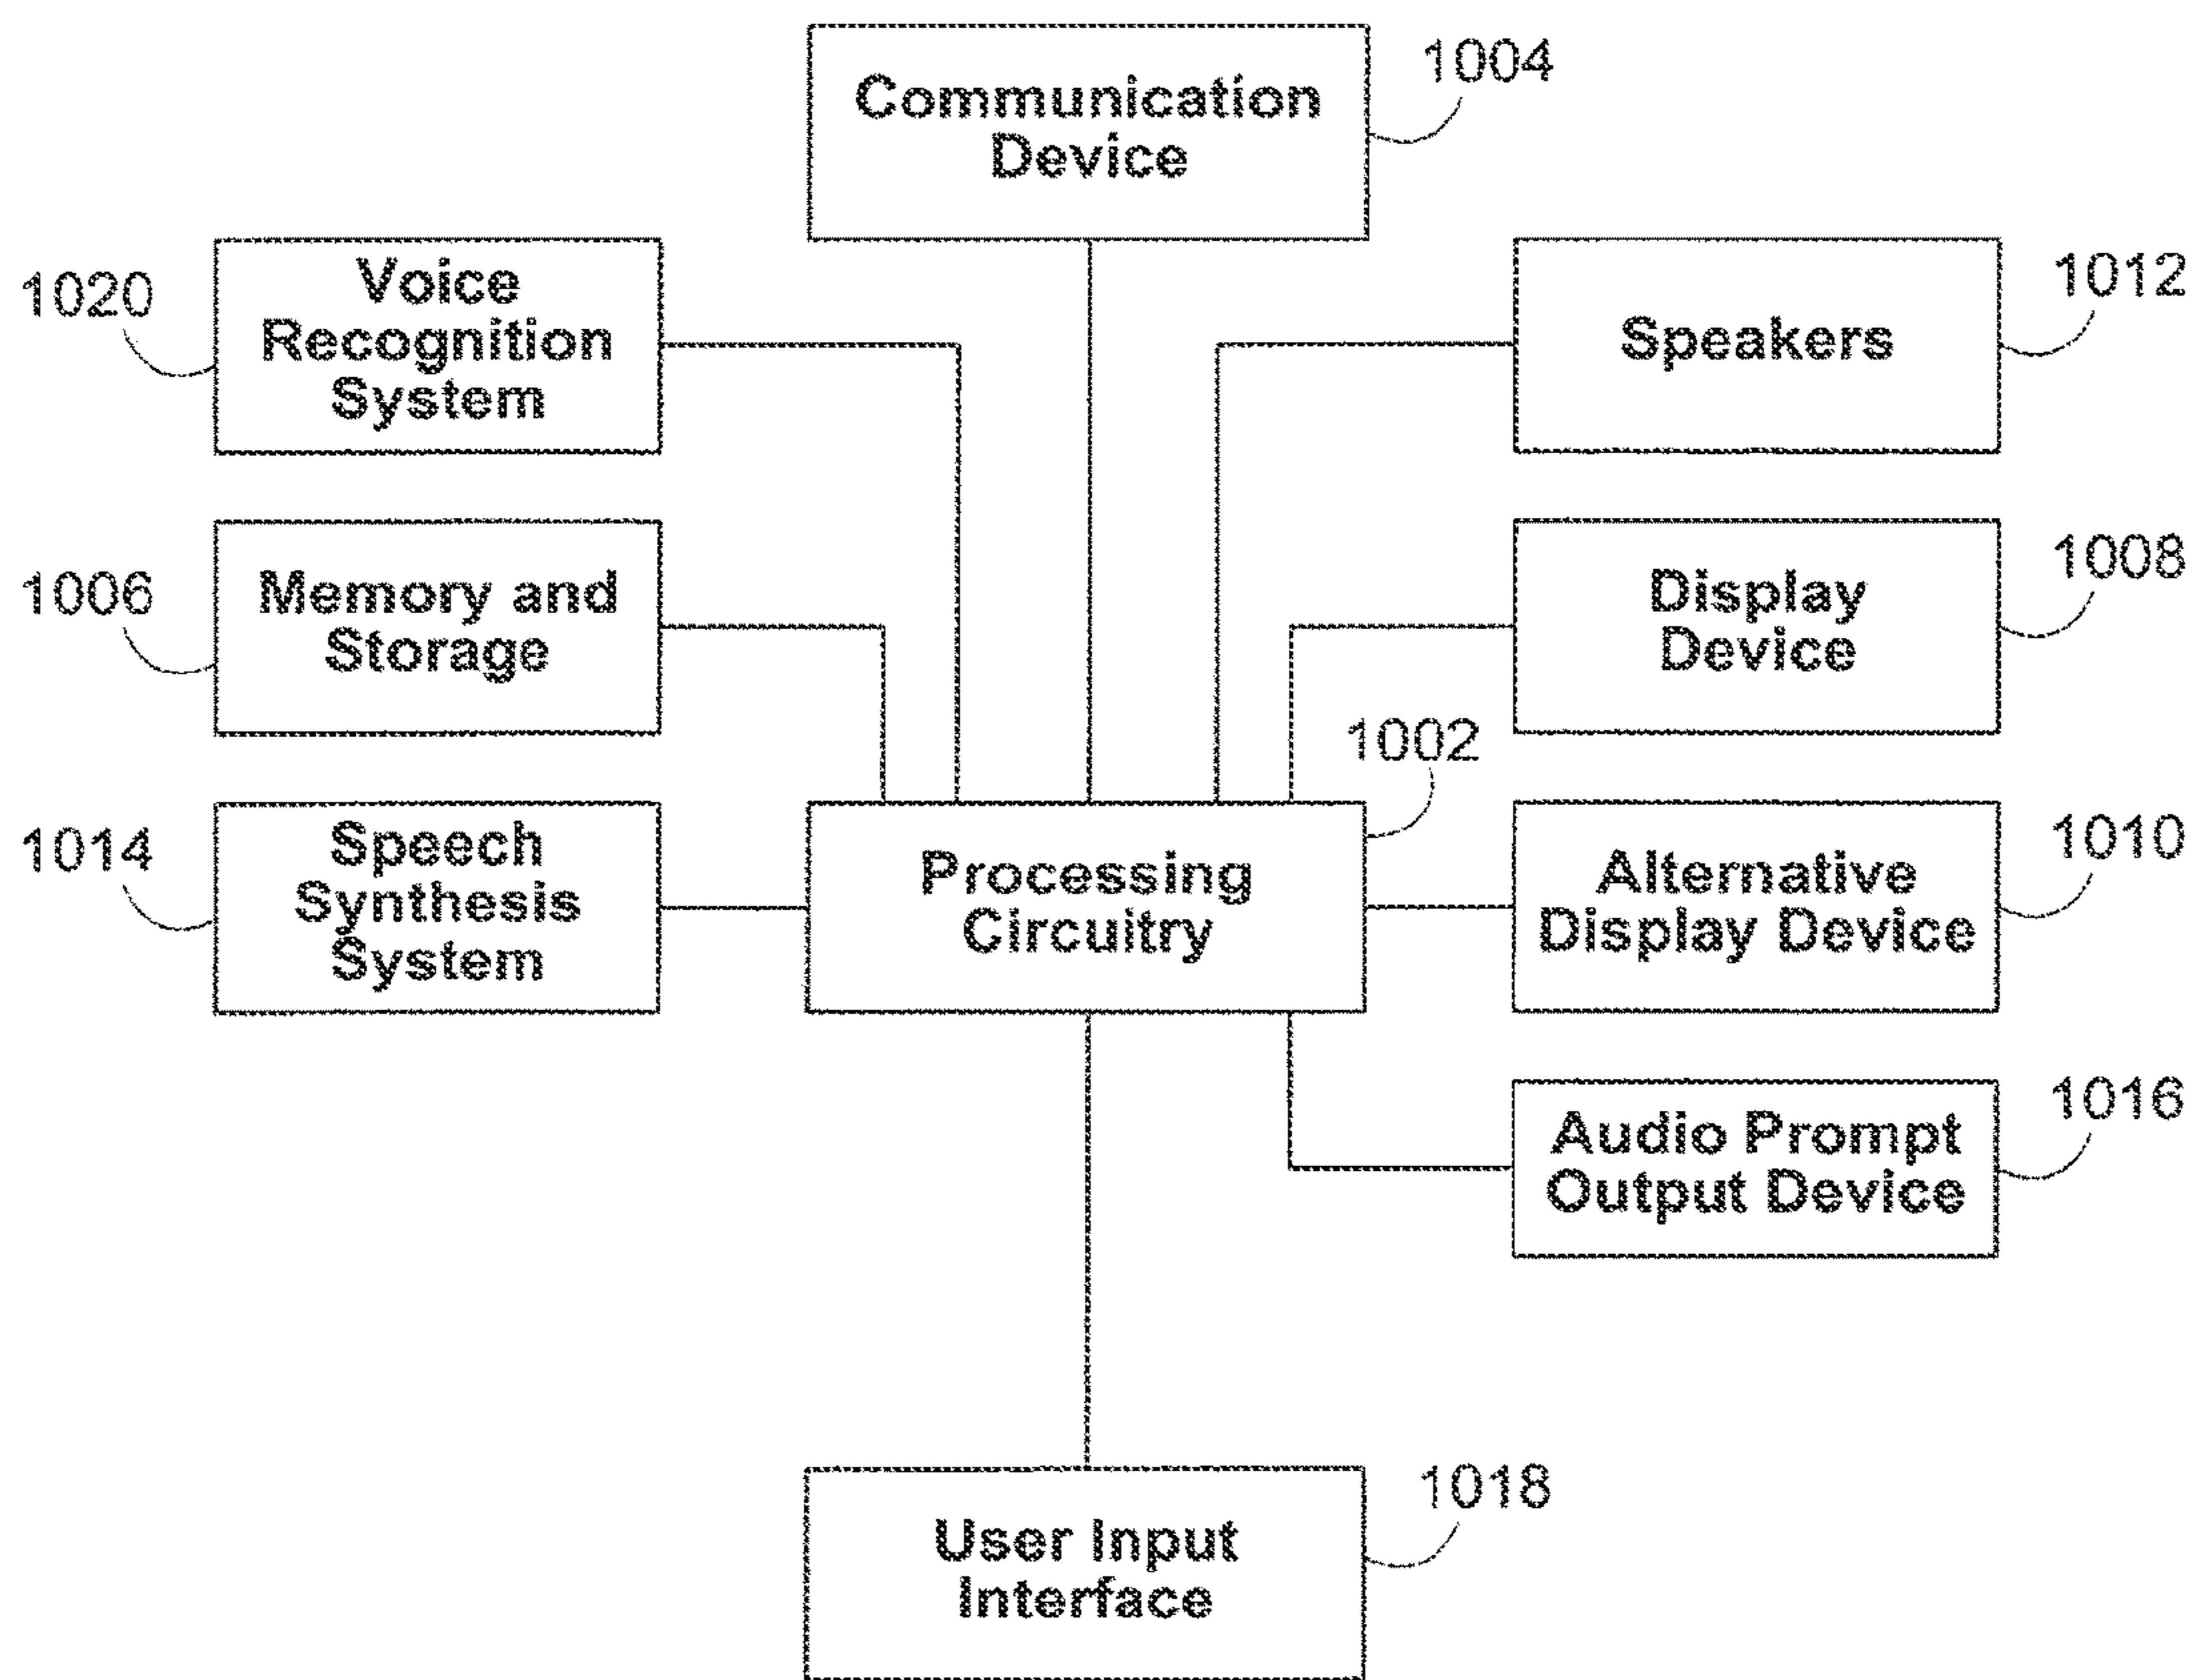 Communication
Device
1004
1020
Voice
Recognition
System
Speakers
1012
1006
Memory and
Storage
Display
Device
1008
1002
1014
Speech
Synthesis
System
Processing
Circuitry
Alternative
Display Device
1010
Audio Prompt
Output Device
1016
User Input
Interface
1018